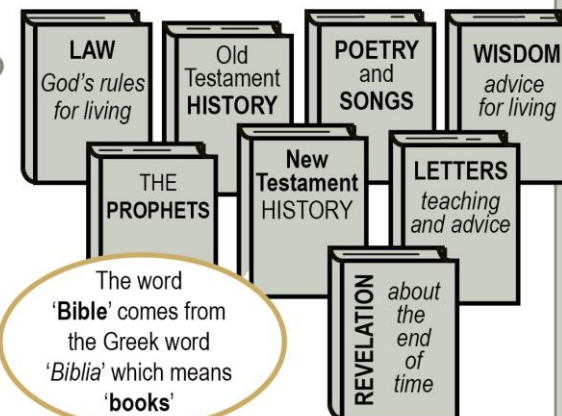 LAW
God's rules
for living
Old
Testament
HISTORY
POETRY
and
SONGS
WISDOM
advice
for living
THE
PROPHETS
New
Testament
HISTORY
LETTERS
teaching
and advice
REVELATION
about
the
end
of
time
The word
‘Bible’ comes from
the Greek word
‘Biblia’ which means
‘books’